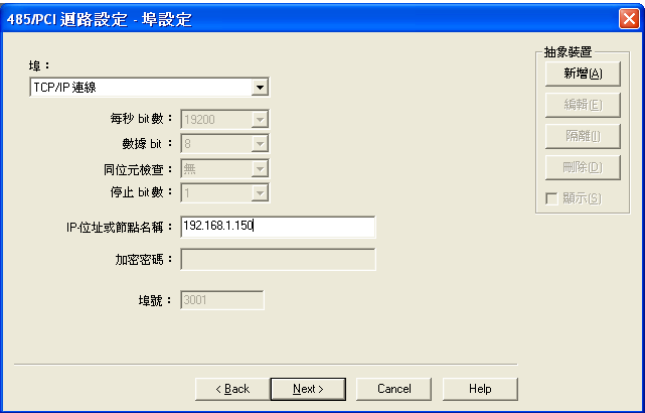 485/PCI 迴路設定 - 埠設定
埠：
TCP/IP 連線
每秒 bit 數： 19200
數據 bit： 8
同位元檢查： 無
停止 bit 數： 1
IP 位址或節點名稱： 192.168.1.150
加密密碼：
埠號： 3001
抽象裝置
新增(A)
編輯(E)
隔離(I)
刪除(D)
顯示(S)
< Back
Next >
Cancel
Help